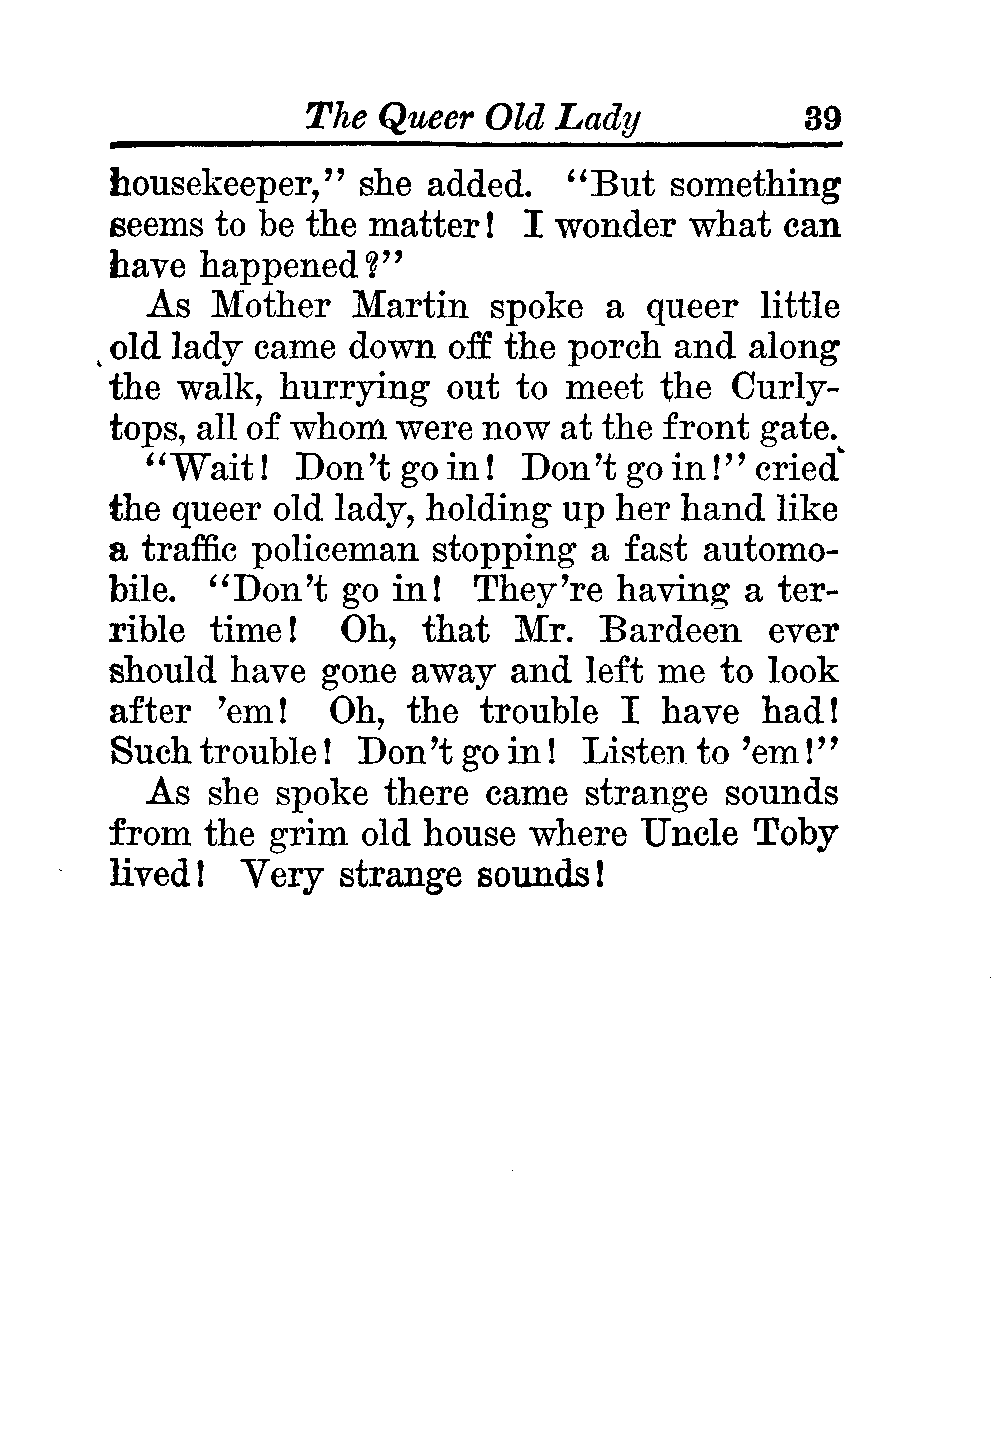 The Queer Old Lady 39
housekeeper,'' she added. ''But something
seems to be the matter! I wonder what can
have happened?''
As Mother Martin spoke a queer little
old lady came down off the porch and along
the walk, hurrying out to meet the Curly-
tops, all of whom were now at the front gate.
''Wait! Don't go in! Don't go in!'' cried
the queer old lady, holding up her hand like
a traffic policeman stopping a fast automo-
bile. ''Don't go in! They're having a ter-
rible time! Oh, that Mr. Bardeen ever
should have gone away and left me to look
after 'em! Oh, the trouble I have had!
Such trouble! Don't go in! Listen to 'em!''
As she spoke there came strange sounds
from the grim old house where Uncle Toby
lived! Very strange sounds!